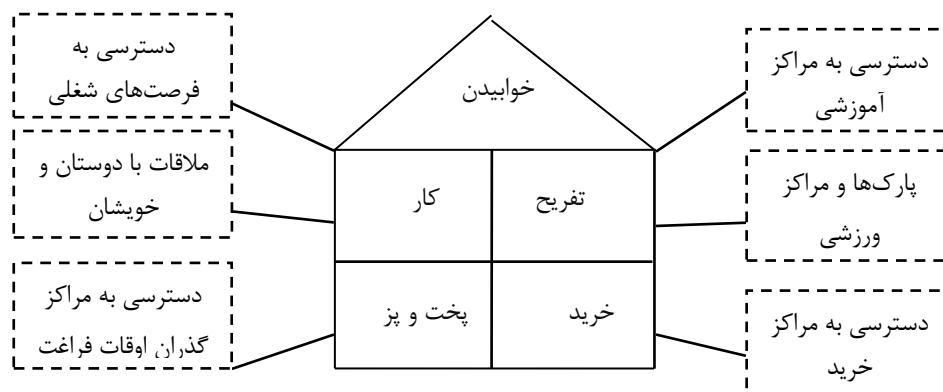 دسترسی به مراکز
آموزشی
پارک‌ها و مراکز
ورزشی
دسترسی به مراکز
خرید
خوابیدن
تفریح
کار
خرید
پخت و پز
دسترسی به
فرصت‌های شغلی
ملاقات با دوستان و
خویشان
دسترسی به مراکز
گذران اوقات فراغت